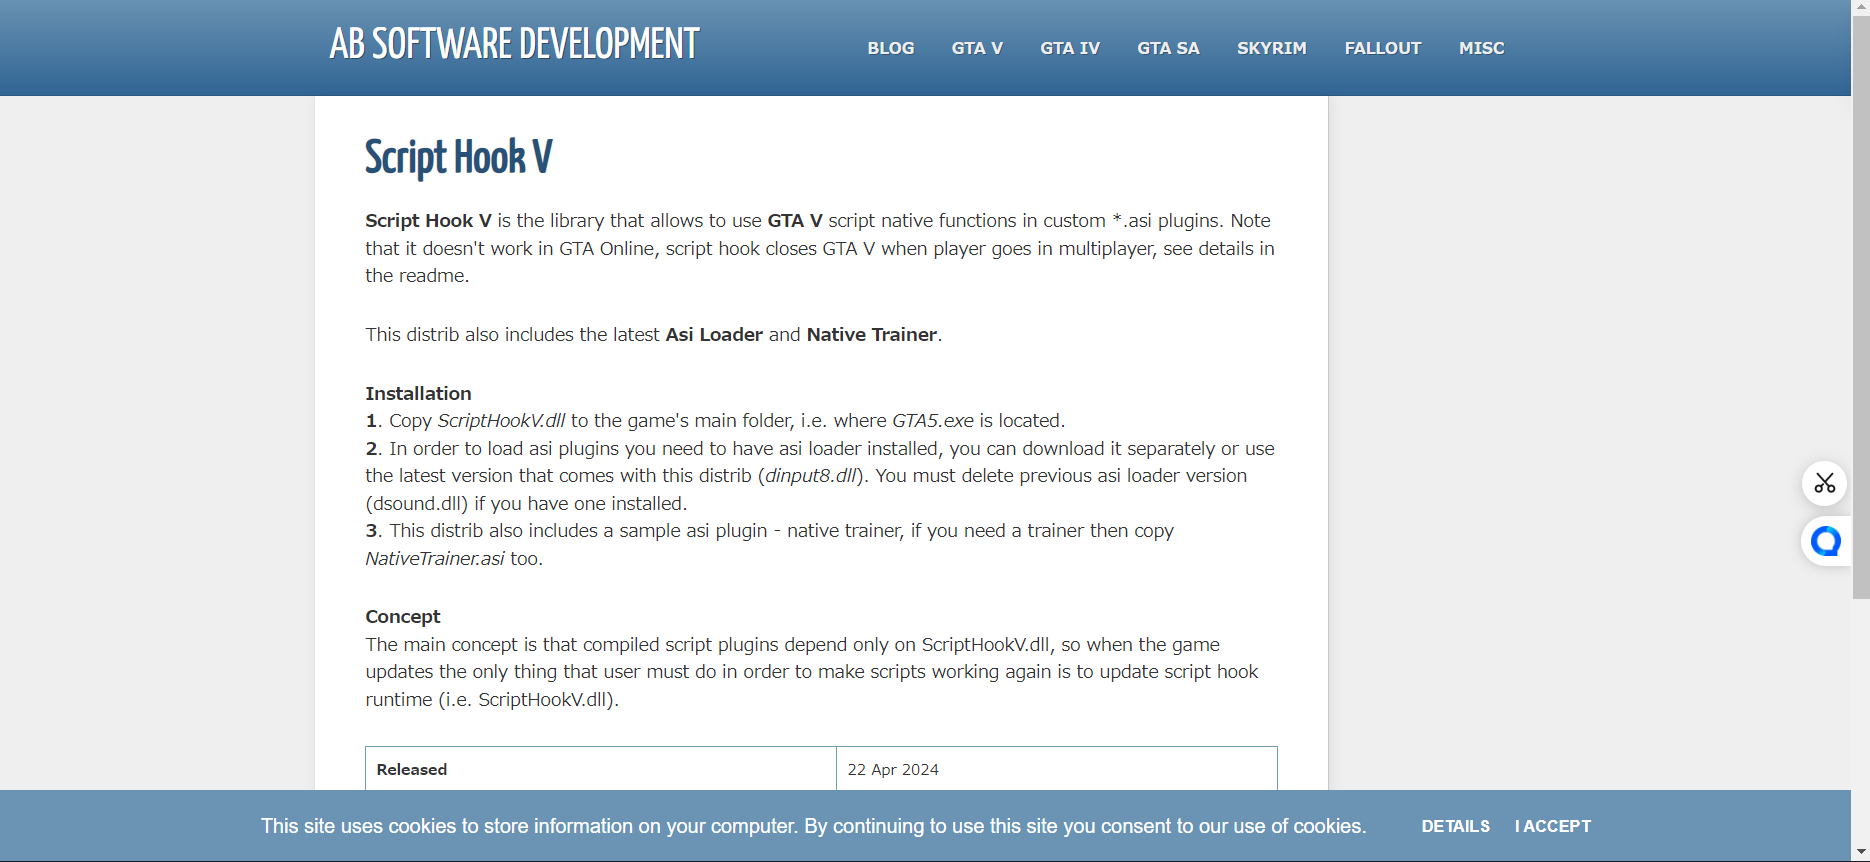 AB SOFTWARE DEVELOPMENT
BLOG GTA V GTA IV GTA SA SKYRIM FALLOUT MISC
Script Hook V
Script Hook V is the library that allows to use GTA V script native functions in custom *.asi plugins. Note
that it doesn't work in GTA Online, script hook closes GTA V when player goes in multiplayer, see details in
the readme.
This distrib also includes the latest Asi Loader and Native Trainer.
Installation
1. Copy ScriptHookV.dll to the game's main folder, i.e. where GTA5.exe is located.
2. In order to load asi plugins you need to have asi loader installed, you can download it separately or use
the latest version that comes with this distrib (dinput8.dll). You must delete previous asi loader version
(dsound.dll) if you have one installed.
3. This distrib also includes a sample asi plugin - native trainer, if you need a trainer then copy
NativeTrainer.asi too.
Concept
The main concept is that compiled script plugins depend only on ScriptHookV.dll, so when the game
updates the only thing that user must do in order to make scripts working again is to update script hook
runtime (i.e. ScriptHookV.dll).
Released 22 Apr 2024
This site uses cookies to store information on your computer. By continuing to use this site you consent to our use of cookies. DETAILS I ACCEPT